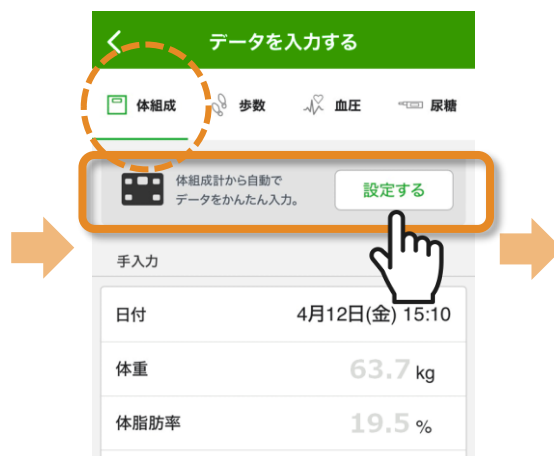 データを入力する
体組成 歩数 血圧 尿糖
体組成計から自動で
データをかんたん入力。
設定する
手入力
日付 4月12日(金) 15:10
体重 63.7 kg
体脂肪率 19.5 %